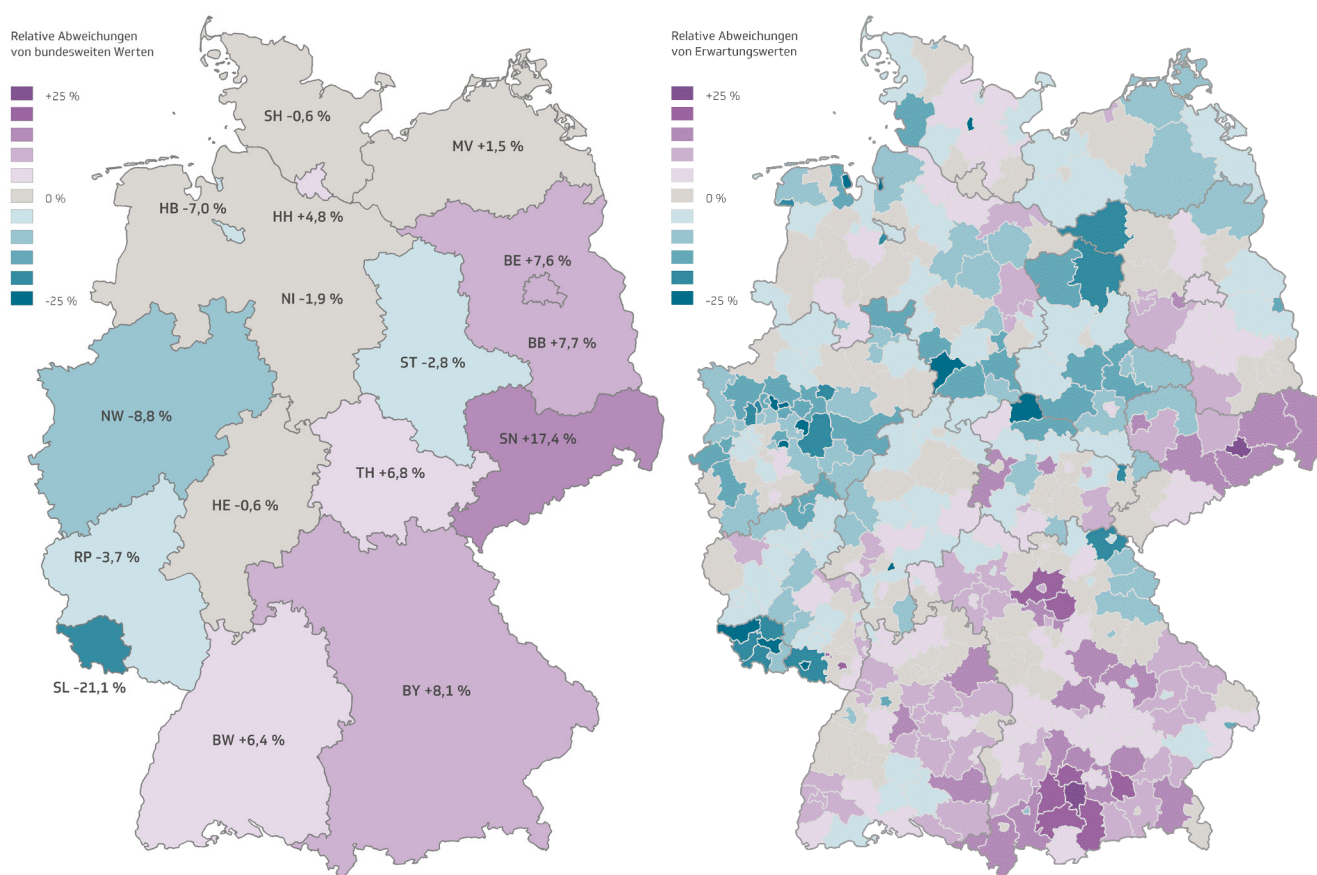 Relative Abweichungen
von bundesweiten Werten
+25 %
0 %
-25 %
SH -0,6 %
MV +1,5 %
HB -7,0 %
HH +4,8 %
BE +7,6 %
NI -1,9 %
BB +7,7 %
ST -2,8 %
NW -8,8 %
SN +17,4 %
TH +6,8 %
HE -0,6 %
RP -3,7 %
SL -21,1 %
BY +8,1 %
BW +6,4 %
Relative Abweichungen
von Erwartungswerten
+25 %
0 %
-25 %